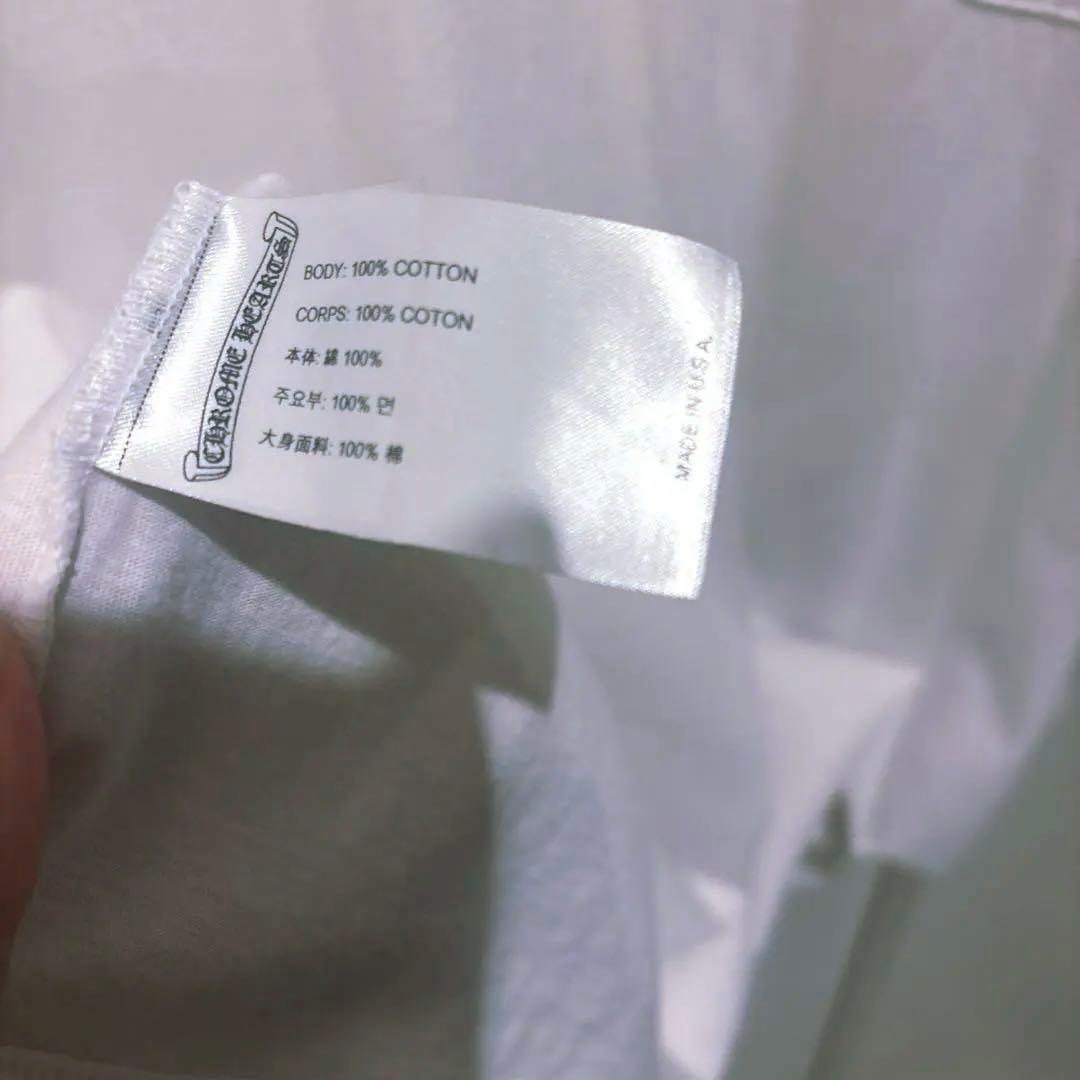 CHROME HEARTS
BODY: 100% COTTON
CORPS: 100% COTON
本体: 綿 100%
주요부: 100% 면
大身面料: 100% 棉
MADE IN U.S.A.